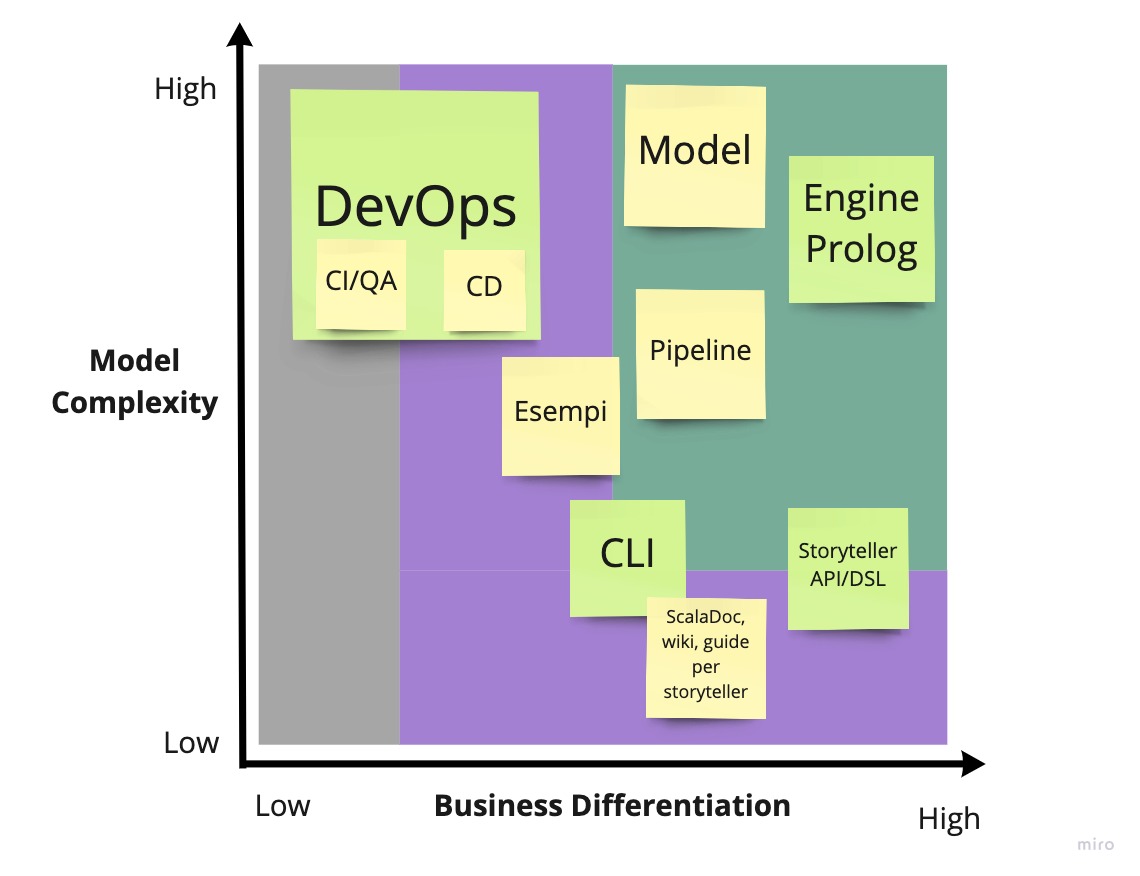 High
DevOps
CI/QA
CD
Model
Engine
Prolog
Pipeline
Model
Complexity
Esempi
CLI
Storyteller
API/DSL
ScalaDoc,
wiki, guide
per
storyteller
Low
Low
Business Differentiation
High
miro